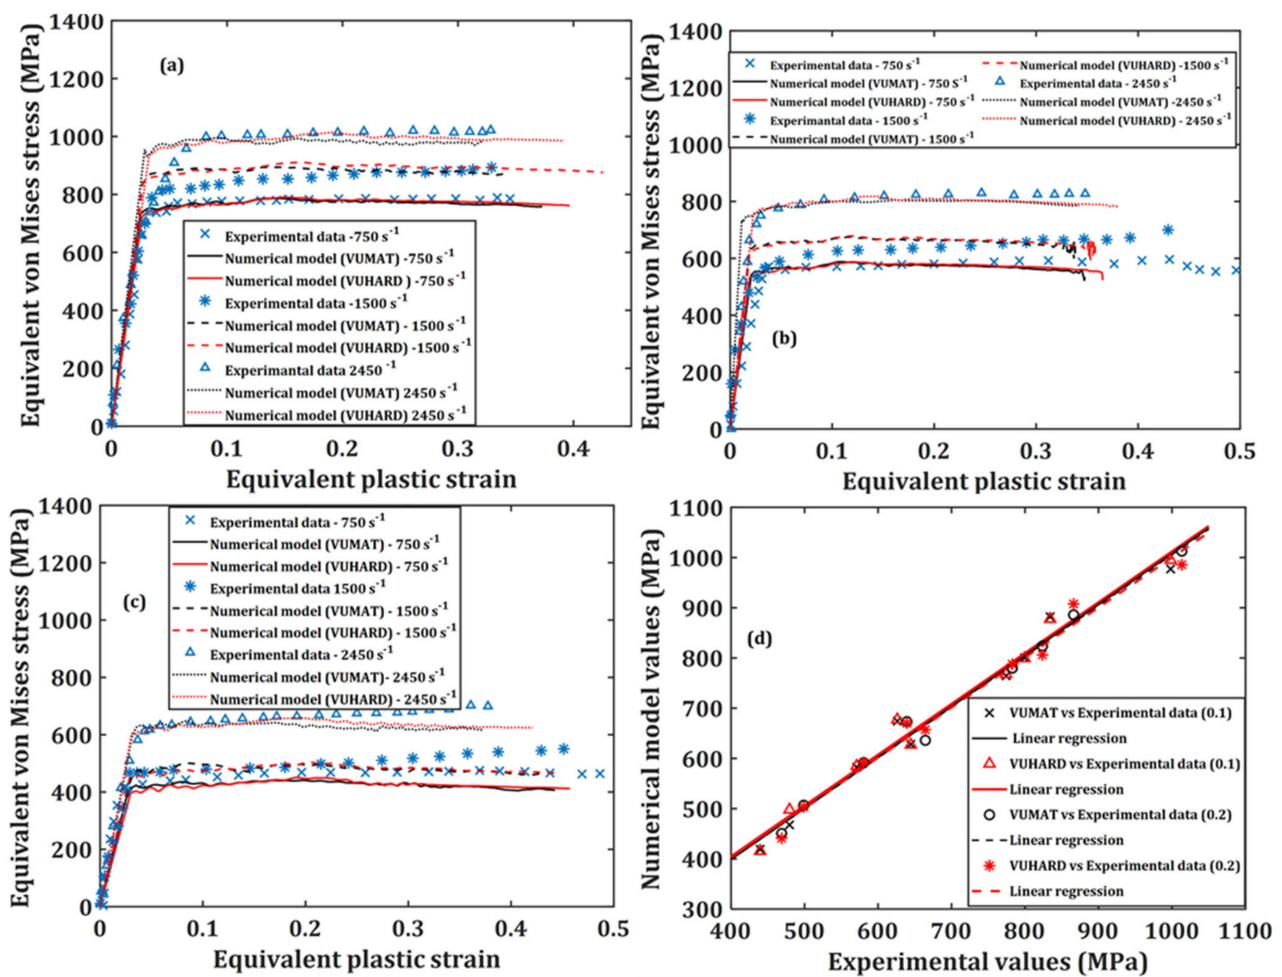 1400
1200
1000
800
600
400
200
0
Equivalent von Mises stress (MPa)
(a)
Experimental data -750 s-1
Numerical model (VUMAT) -750 s-1
Numerical model (VUHARD ) -750 s-1
Experimental data -1500 s-1
Numerical model (VUMAT) - 1500 s-1
Numerical model (VUHARD) -1500 s-1
Experimantal data 2450 -1
Numerical model (VUMAT) 2450 s-1
Numerical model (VUHARD) 2450 s-1
0 0.1 0.2 0.3 0.4
Equivalent plastic strain
1400
1200
1000
800
600
400
200
0
Equivalent von Mises stress (MPa)
Experimental data - 750 s-1
Numerical model (VUMAT) - 750 s-1
Numerical model (VUHARD) - 750 s-1
Experimantal data - 1500 s-1
Numerical model (VUMAT) - 1500 s-1
Numerical model (VUHARD) -1500 s-1
Experimental data - 2450 s-1
Numerical model (VUMAT) -2450 s-1
Numerical model (VUHARD) - 2450 s-1
(b)
0 0.1 0.2 0.3 0.4 0.5
Equivalent plastic strain
1400
1200
1000
800
600
400
200
0
Equivalent von Mises stress (MPa)
Experimental data - 750 s-1
Numerical model (VUMAT) - 750 s-1
Numerical model (VUHARD) - 750 s-1
Experimental data 1500 s-1
Numerical model (VUMAT) - 1500 s-1
Numerical model (VUHARD) - 1500 s-1
Experimental data - 2450 s-1
Numerical model (VUMAT)- 2450 s-1
Numerical model (VUHARD) - 2450 s-1
(c)
0 0.1 0.2 0.3 0.4 0.5
Equivalent plastic strain
1100
1000
900
800
700
600
500
400
300
Numerical model values (MPa)
(d)
VUMAT vs Experimental data (0.1)
Linear regression
VUHARD vs Experimental data (0.1)
Linear regression
VUMAT vs Experimental data (0.2)
Linear regression
VUHARD vs Experimental data (0.2)
Linear regression
400 500 600 700 800 900 1000 1100
Experimental values (MPa)